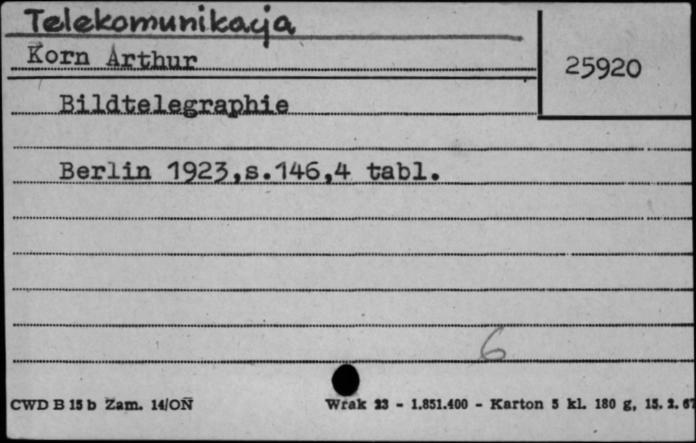 Telekomunikacja
Korn Arthur
25920
Bildtelegraphie
Berlin 1923,s.146,4 tabl.
6
CWD B 15 b Zam. 14/ON Wrak 23 - 1.851.400 - Karton 5 kl. 180 g, 15. 2. 67